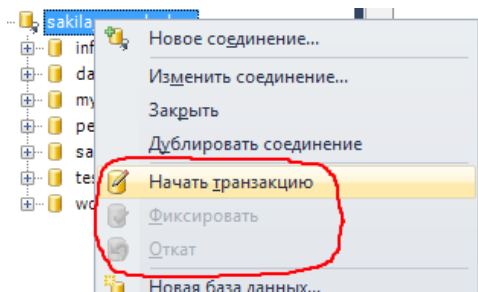 sakila
Новое соединение...
inf
da
Изменить соединение...
my
Закрыть
pe
sa
Дублировать соединение
tes
Начать транзакцию
wo
Фиксировать
Откат
Новая база данных...